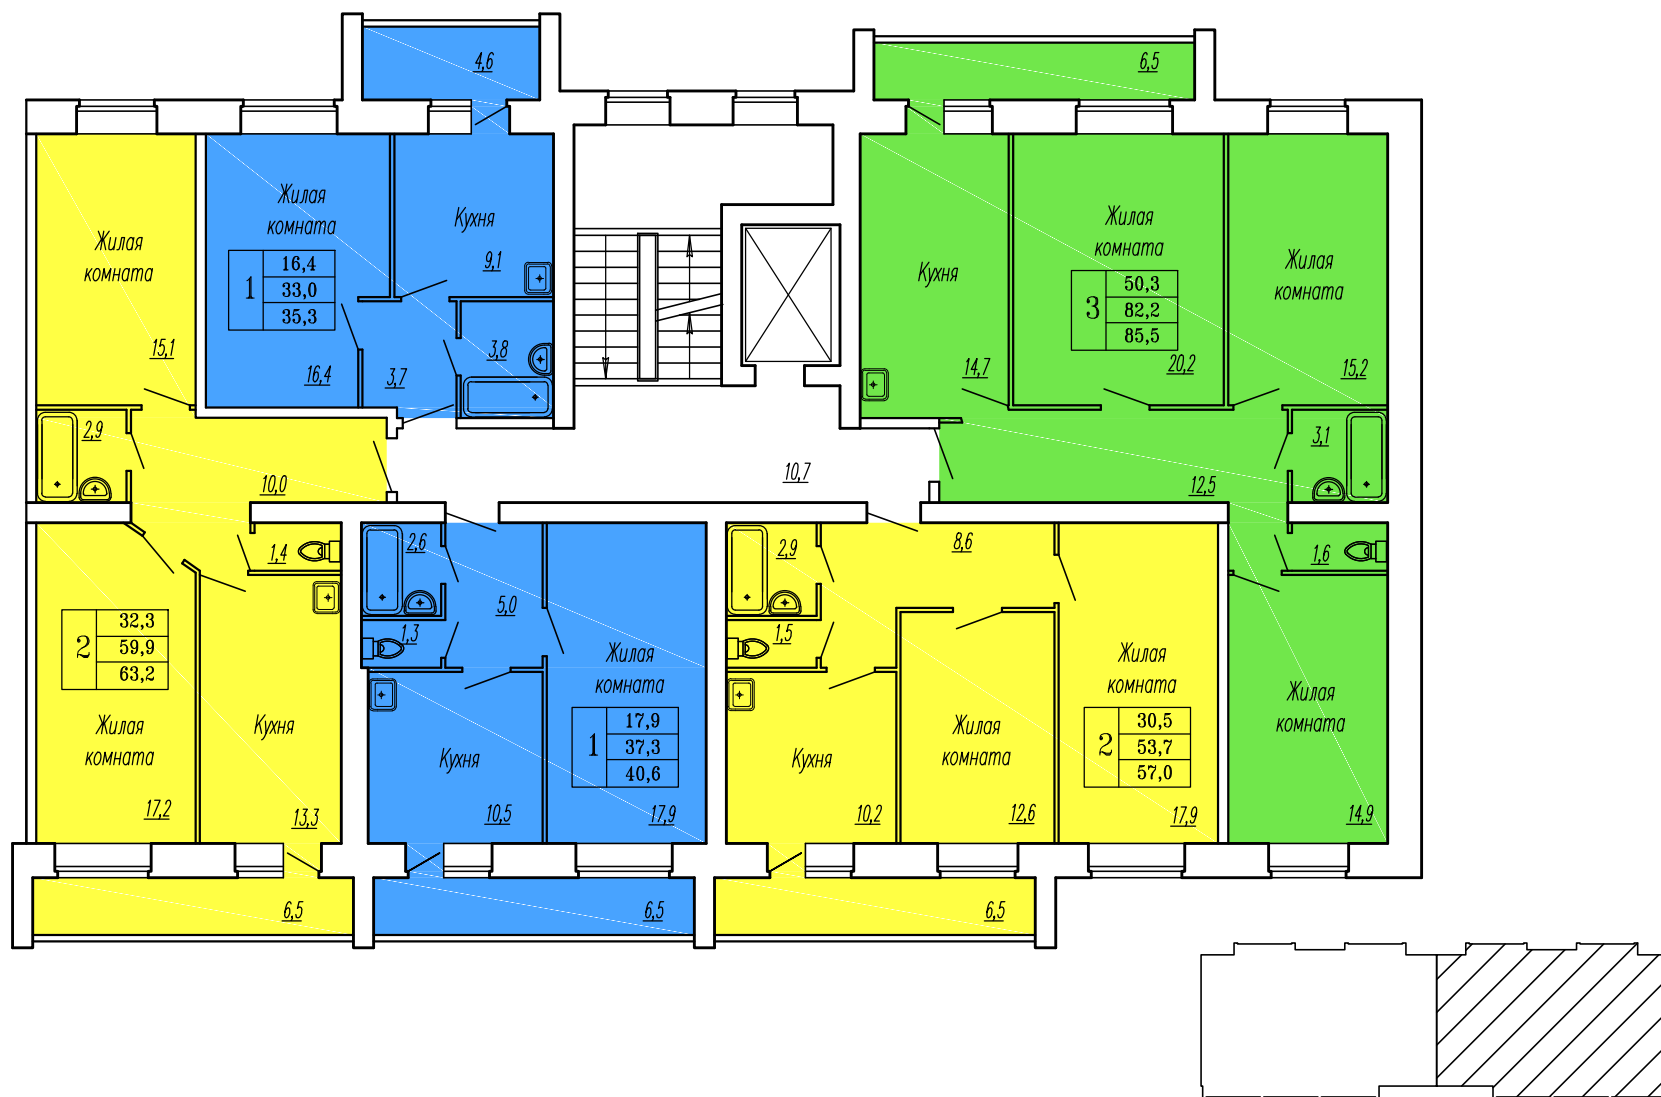 4,6
6,5
Жилая
комната
15,1
Жилая
комната
1
16,4
33,0
35,3
16,4
Кухня
9,1
3,7
3,8
Кухня
14,7
Жилая
комната
3
50,3
82,2
85,5
20,2
Жилая
комната
15,2
2,9
10,0
10,7
12,5
3,1
1,4
2,6
5,0
1,3
2,9
8,6
1,5
1,6
2
32,3
59,9
63,2
Жилая
комната
17,2
Кухня
13,3
Кухня
10,5
Жилая
комната
1
17,9
37,3
40,6
17,9
Кухня
10,2
Жилая
комната
12,6
Жилая
комната
2
30,5
53,7
57,0
17,9
Жилая
комната
14,9
6,5
6,5
6,5